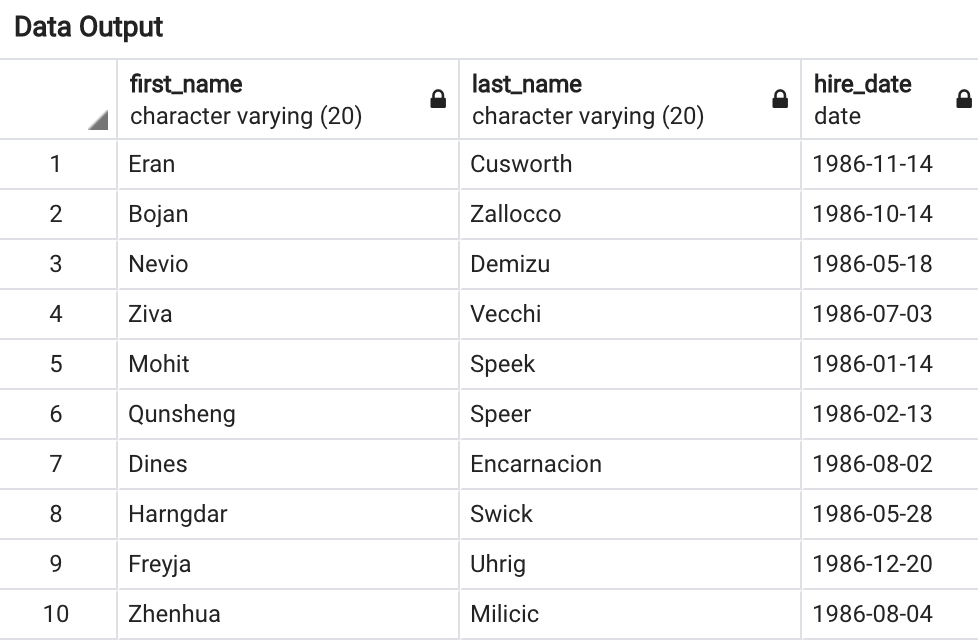 Data Output
first_name last_name hire_date
character varying (20) character varying (20) date
1 Eran Cusworth 1986-11-14
2 Bojan Zallocco 1986-10-14
3 Nevio Demizu 1986-05-18
4 Ziva Vecchi 1986-07-03
5 Mohit Speek 1986-01-14
6 Qunsheng Speer 1986-02-13
7 Dines Encarnacion 1986-08-02
8 Harngdar Swick 1986-05-28
9 Freyja Uhrig 1986-12-20
10 Zhenhua Milicic 1986-08-04